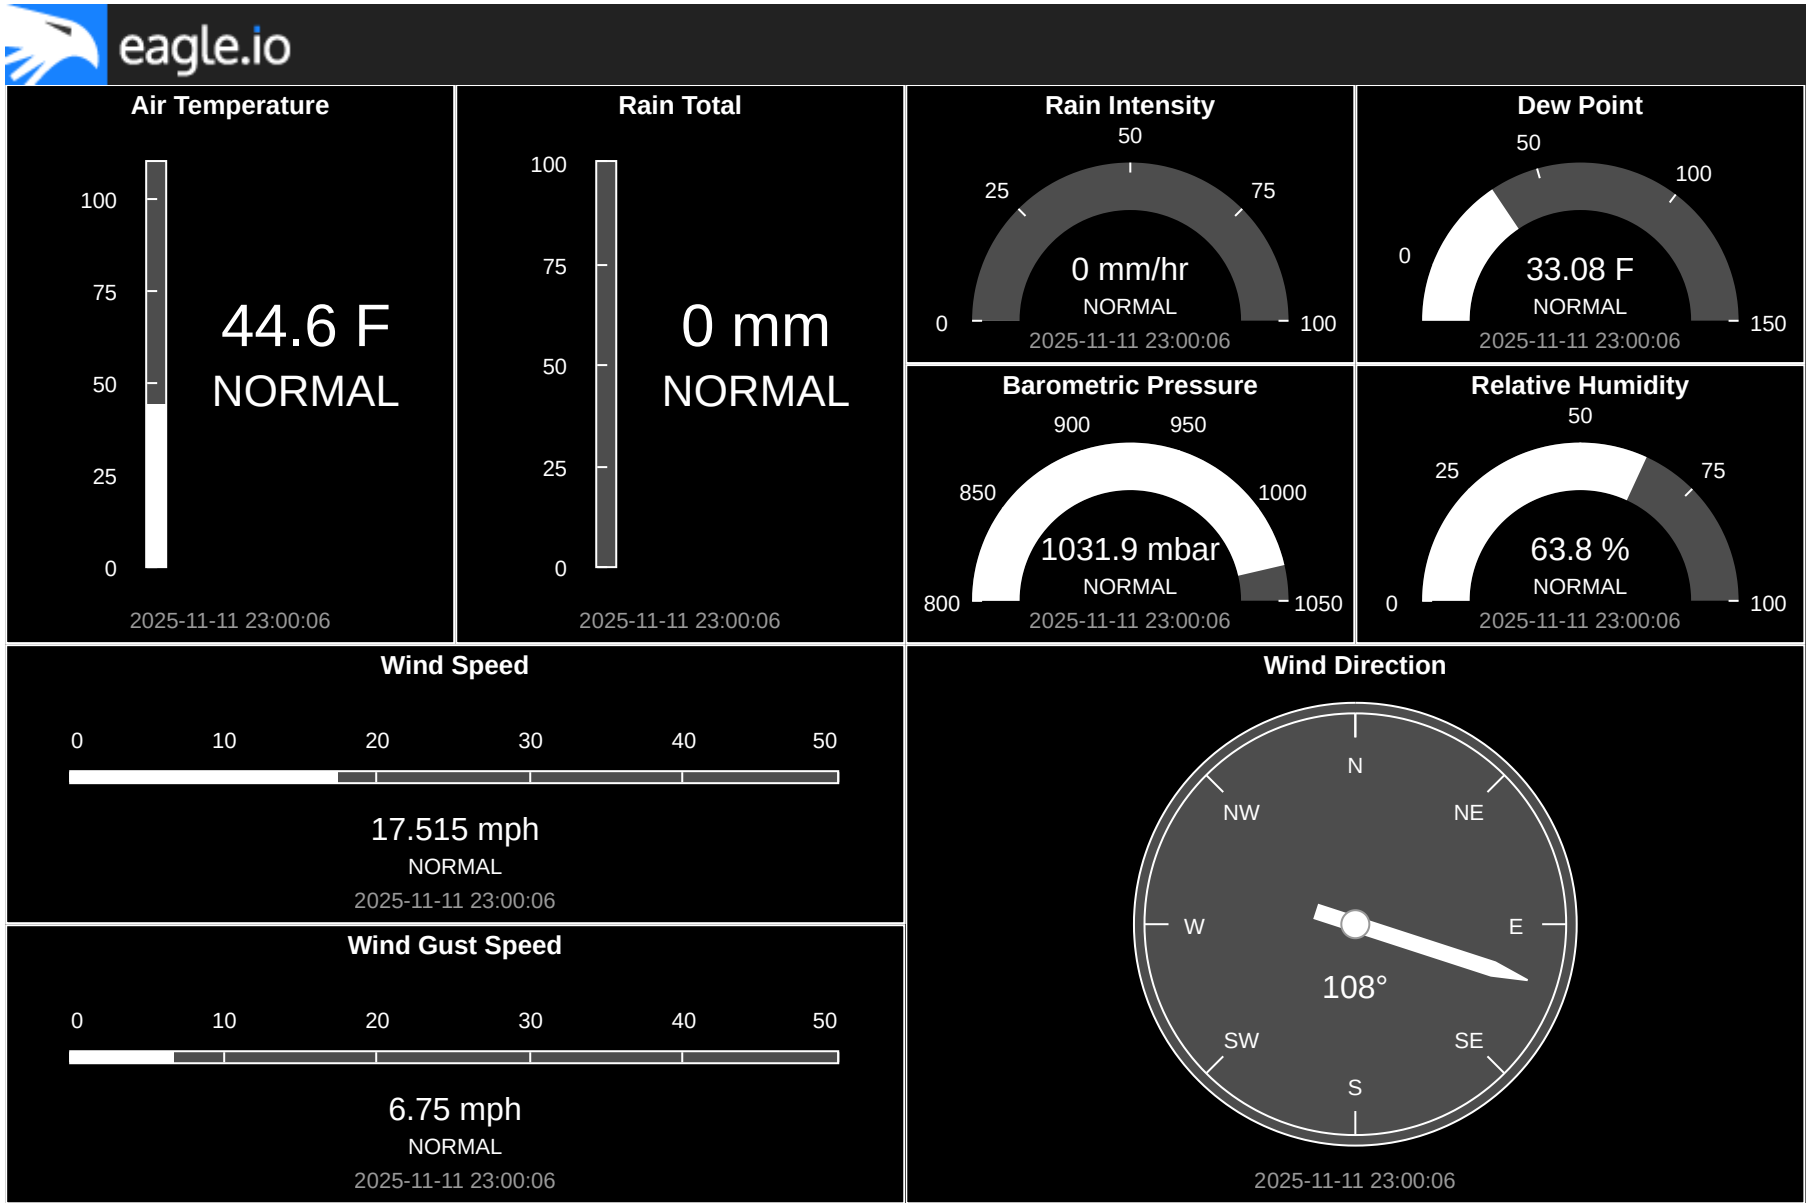 eagle.io
Air Temperature
100
75
50
25
0
44.6 F
NORMAL
2025-11-11 23:00:06
Rain Total
100
75
50
25
0
0 mm
NORMAL
2025-11-11 23:00:06
Rain Intensity
50
25
75
0
100
0 mm/hr
NORMAL
2025-11-11 23:00:06
Dew Point
50
100
0
150
33.08 F
NORMAL
2025-11-11 23:00:06
Barometric Pressure
900
950
850
1000
800
1050
1031.9 mbar
NORMAL
2025-11-11 23:00:06
Relative Humidity
50
25
75
0
100
63.8 %
NORMAL
2025-11-11 23:00:06
Wind Speed
0 10 20 30 40 50
17.515 mph
NORMAL
2025-11-11 23:00:06
Wind Gust Speed
0 10 20 30 40 50
6.75 mph
NORMAL
2025-11-11 23:00:06
Wind Direction
N
NW NE
W E
108°
SW SE
S
2025-11-11 23:00:06